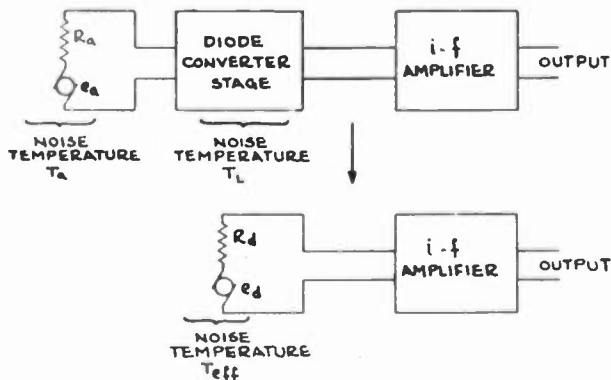 Ra
ea
DIODE
CONVERTER
STAGE
i-f
AMPLIFIER
OUTPUT
NOISE
TEMPERATURE
Ta
NOISE
TEMPERATURE
TL
Rd
ed
i-f
AMPLIFIER
OUTPUT
NOISE
TEMPERATURE
Teff